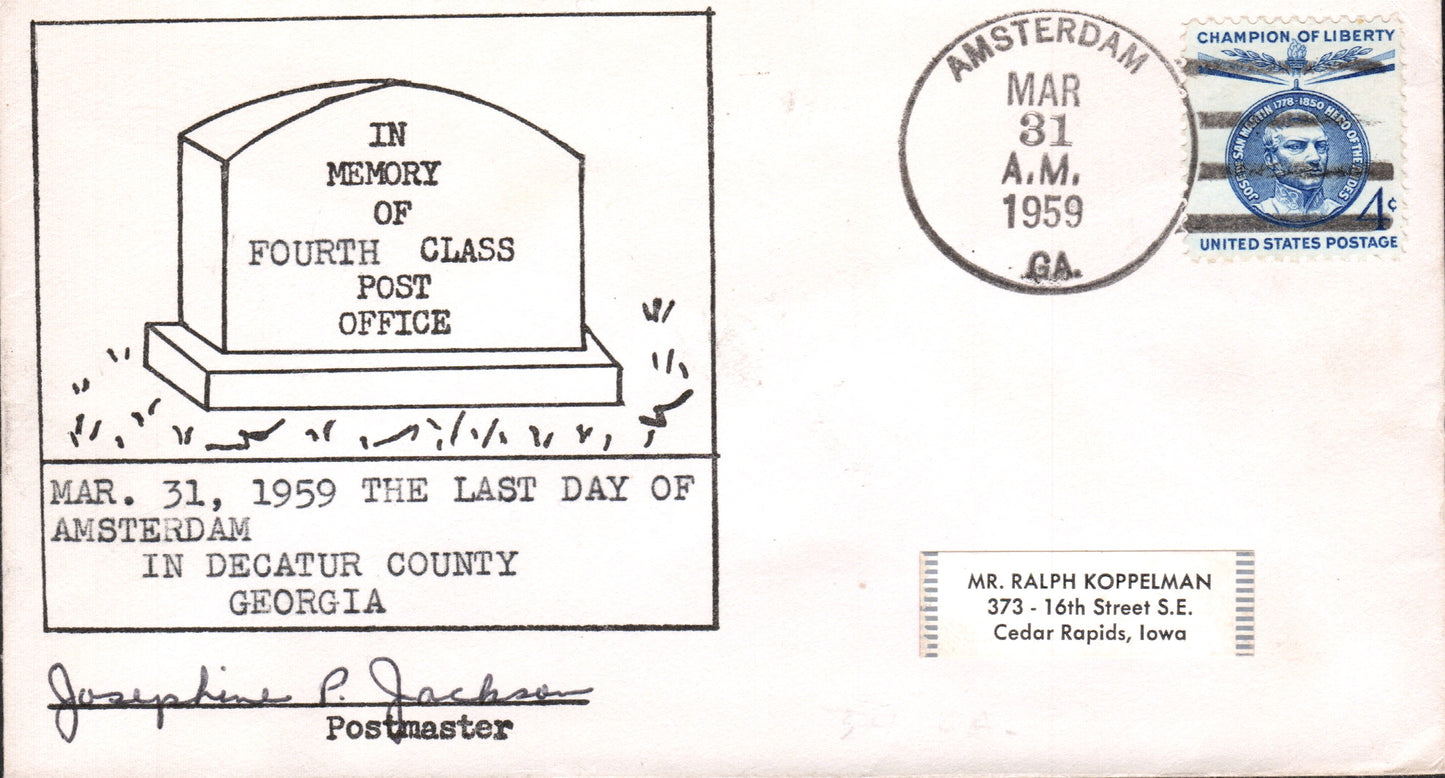 IN
MEMORY
OF
FOURTH CLASS
POST
OFFICE
MAR. 31, 1959 THE LAST DAY OF
AMSTERDAM
IN DECATUR COUNTY
GEORGIA
Josephine P. Jackson
Postmaster
AMSTERDAM
MAR
31
A.M.
1959
GA.
CHAMPION OF LIBERTY
JOSE DE SAN MARTIN 1778-1850 HERO OF THE ANDES
4c
UNITED STATES POSTAGE
MR. RALPH KOPPELMAN
373 - 16th Street S.E.
Cedar Rapids, Iowa